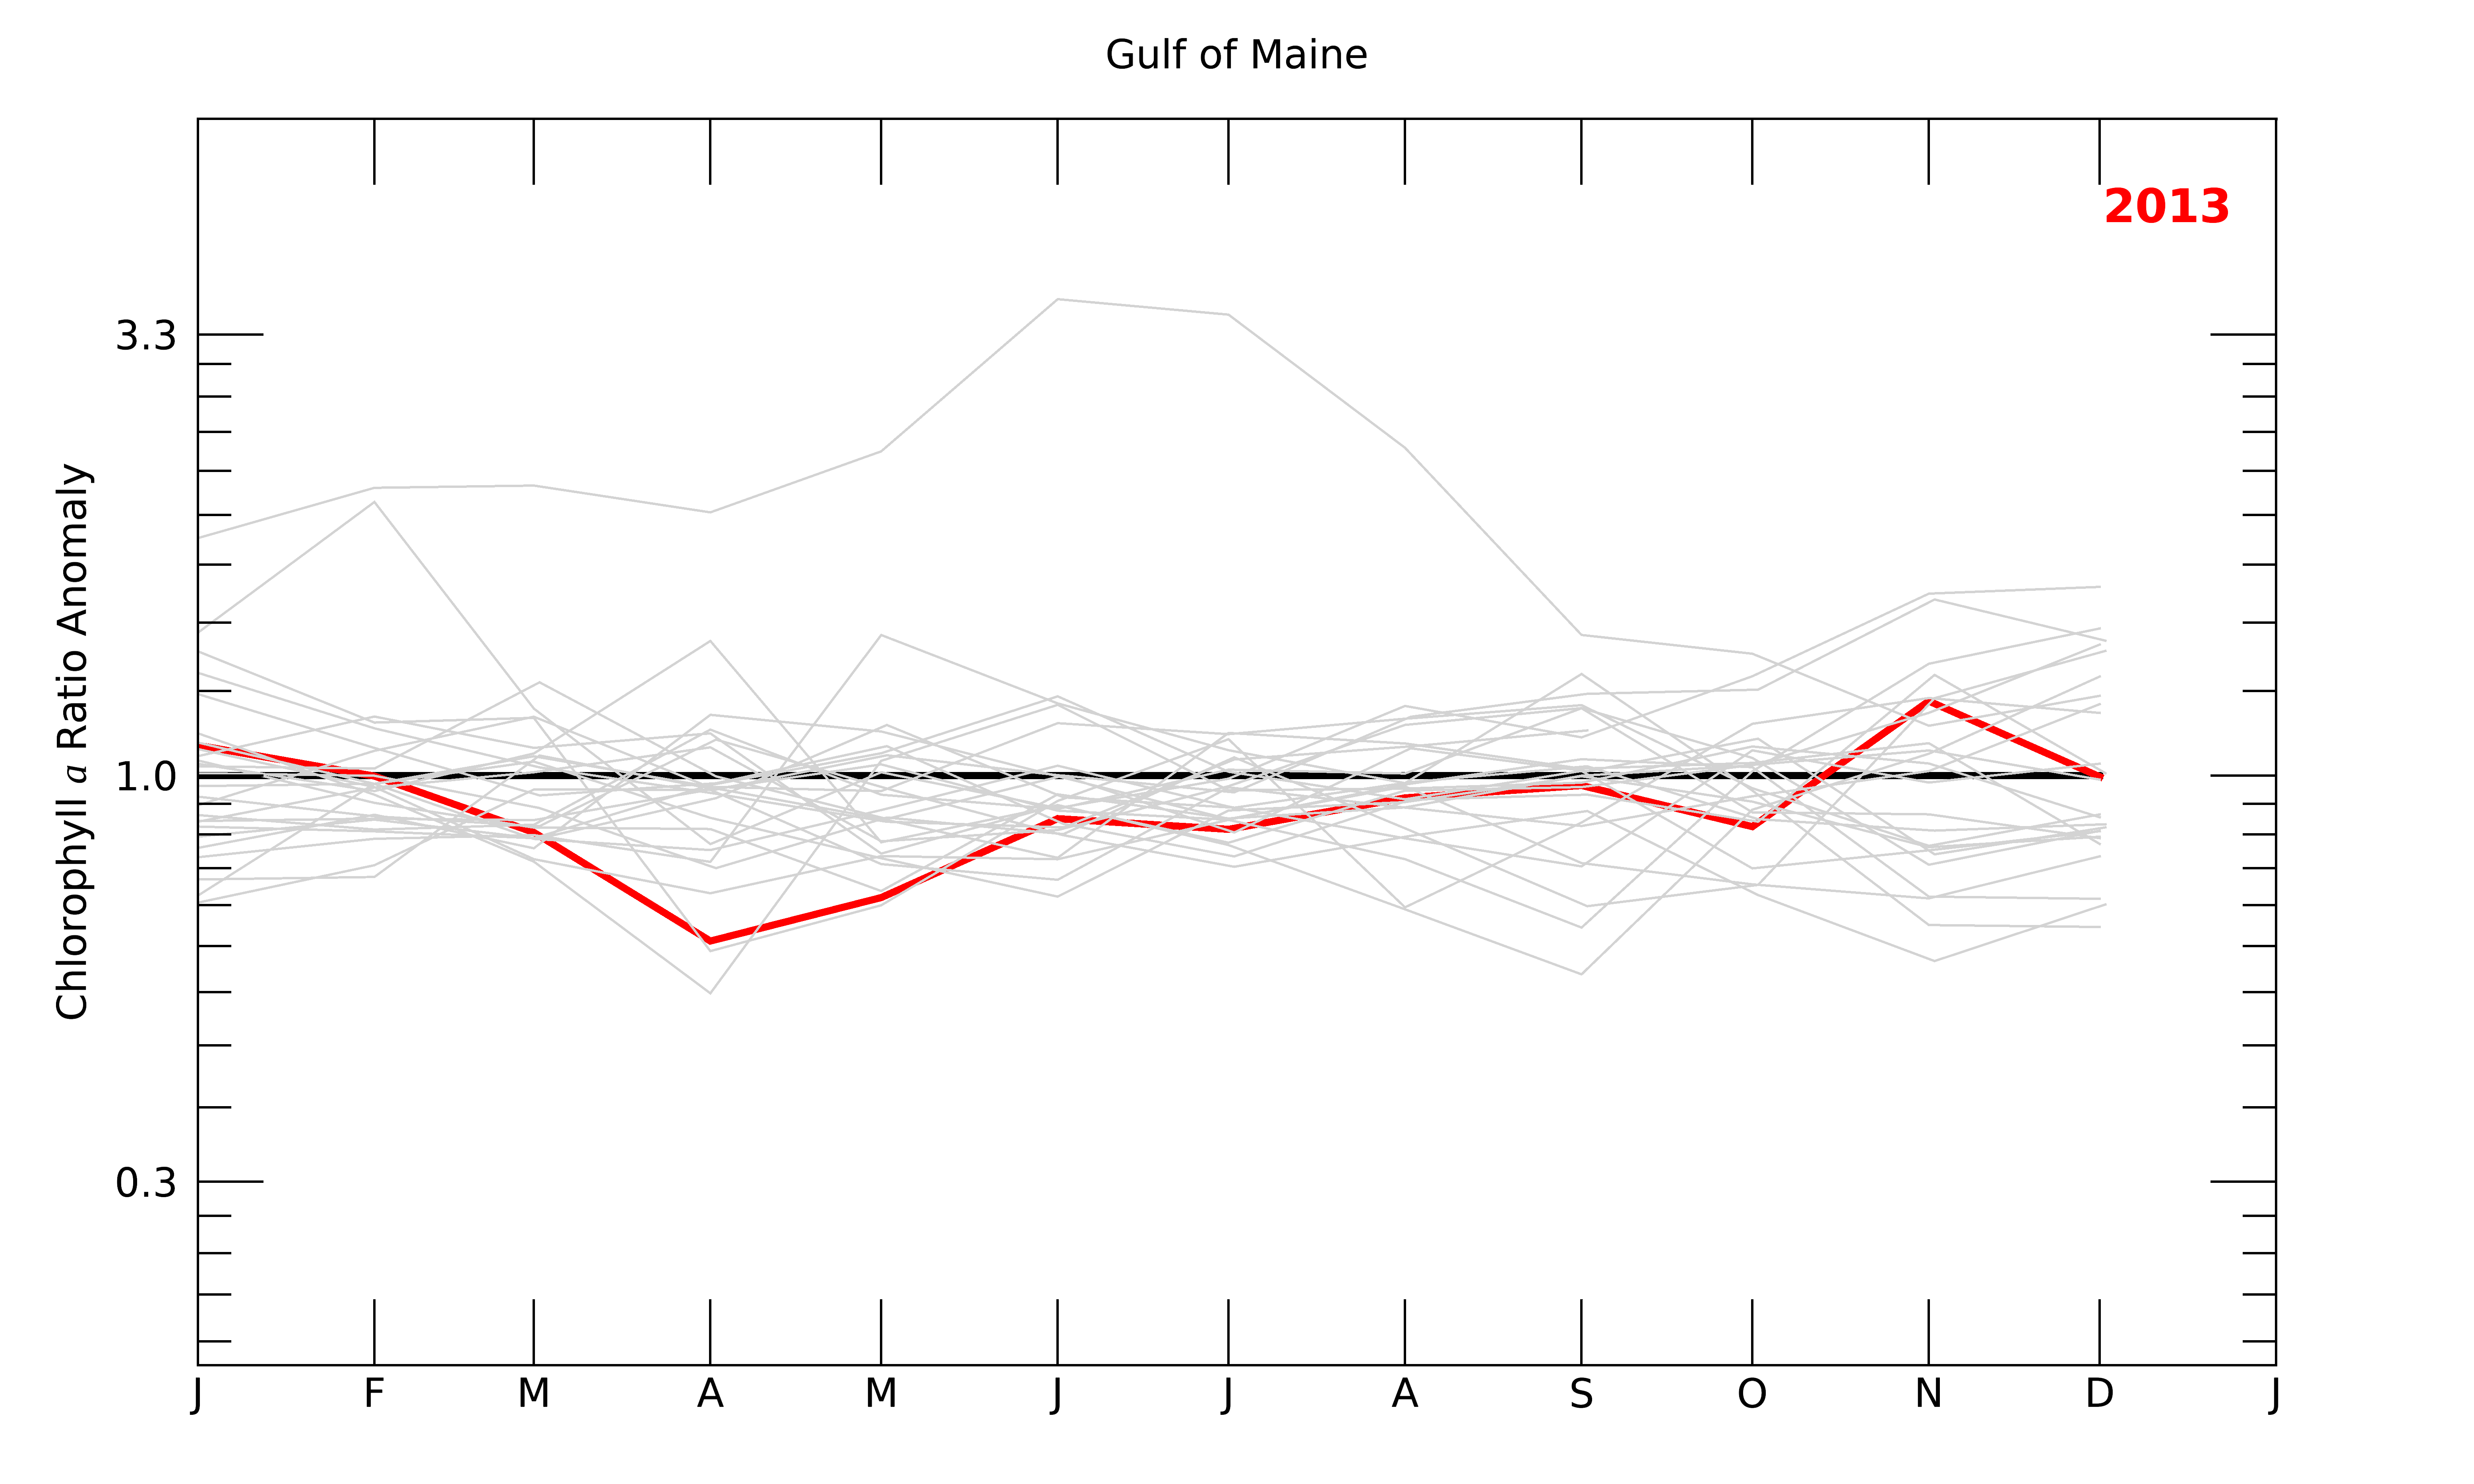 Gulf of Maine
2013
3.3
1.0
0.3
Chlorophyll a Ratio Anomaly
J F M A M J J A S O N D J